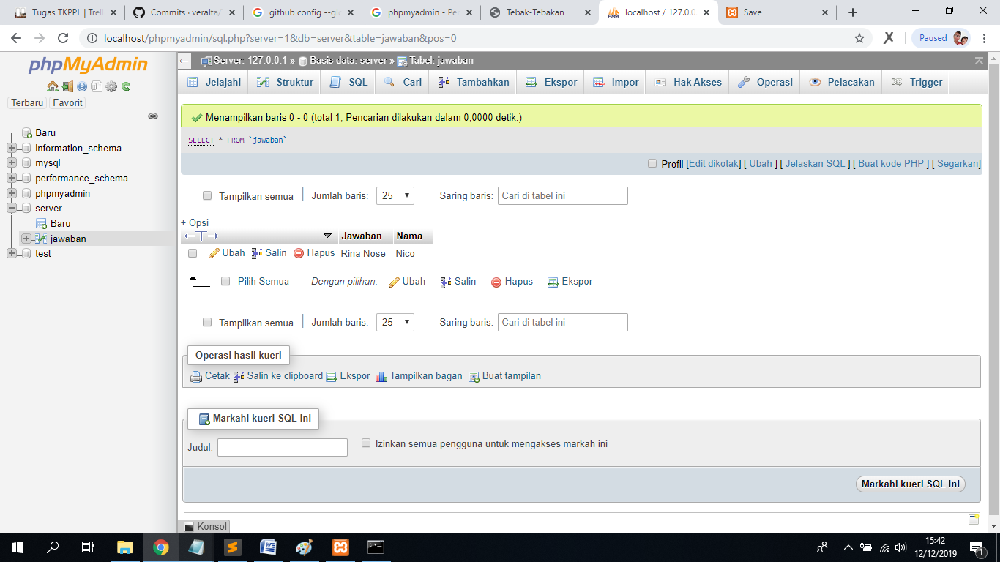 Tugas TKPPL | Trel
Commits · veralta/
github config --glo
phpmyadmin - Pe
Tebak-Tebakan
localhost / 127.0.0
Save
localhost/phpmyadmin/sql.php?server=1&db=server&table=jawaban&pos=0
Paused
phpMyAdmin
Terbaru Favorit
Baru
information_schema
mysql
performance_schema
phpmyadmin
server
Baru
jawaban
test
Server: 127.0.0.1 » Basis data: server » Tabel: jawaban
Jelajahi Struktur SQL Cari Tambahkan Ekspor Impor Hak Akses Operasi Pelacakan Trigger
Menampilkan baris 0 - 0 (total 1, Pencarian dilakukan dalam 0,0000 detik.)
SELECT * FROM `jawaban`
Profil [Edit dikotak] [ Ubah ] [ Jelaskan SQL ] [ Buat kode PHP ] [ Segarkan]
Tampilkan semua | Jumlah baris: 25 Saring baris: Cari di tabel ini
+ Opsi
←T→ Jawaban Nama
Ubah Salin Hapus Rina Nose Nico
Pilih Semua Dengan pilihan: Ubah Salin Hapus Ekspor
Tampilkan semua | Jumlah baris: 25 Saring baris: Cari di tabel ini
Operasi hasil kueri
Cetak Salin ke clipboard Ekspor Tampilkan bagan Buat tampilan
Markahi kueri SQL ini
Judul: Izinkan semua pengguna untuk mengakses markah ini
Markahi kueri SQL ini
Konsol
15:42
12/12/2019
1